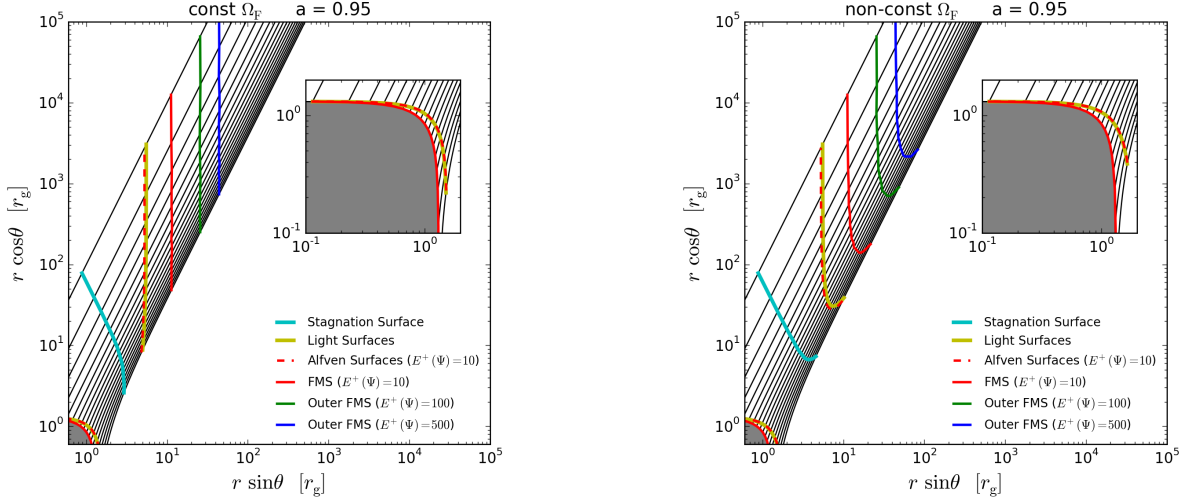 const Ω_F   a = 0.95
10^5
10^4
10^3
10^2
10^1
10^0
r cosθ [r_g]
10^0
10^-1
10^-1
10^0
Stagnation Surface
Light Surfaces
Alfven Surfaces (E^+(Ψ)=10)
FMS (E^+(Ψ)=10)
Outer FMS (E^+(Ψ)=100)
Outer FMS (E^+(Ψ)=500)
10^0 10^1 10^2 10^3 10^4 10^5
r sinθ [r_g]
non-const Ω_F   a = 0.95
10^5
10^4
10^3
10^2
10^1
10^0
r cosθ [r_g]
10^0
10^-1
10^-1
10^0
Stagnation Surface
Light Surfaces
Alfven Surfaces (E^+(Ψ)=10)
FMS (E^+(Ψ)=10)
Outer FMS (E^+(Ψ)=100)
Outer FMS (E^+(Ψ)=500)
10^0 10^1 10^2 10^3 10^4 10^5
r sinθ [r_g]